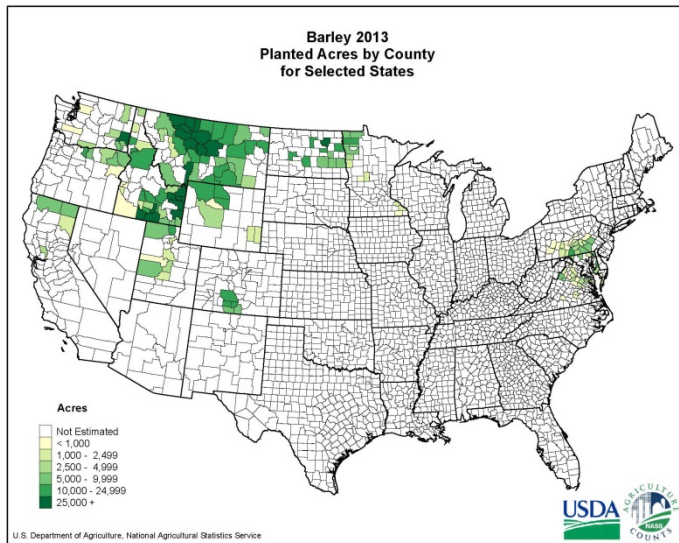 Barley 2013
Planted Acres by County
for Selected States
Acres
Not Estimated
< 1,000
1,000 - 2,499
2,500 - 4,999
5,000 - 9,999
10,000 - 24,999
25,000 +
USDA
AGRICULTURE
NASS
COUNTS
U.S. Department of Agriculture, National Agricultural Statistics Service